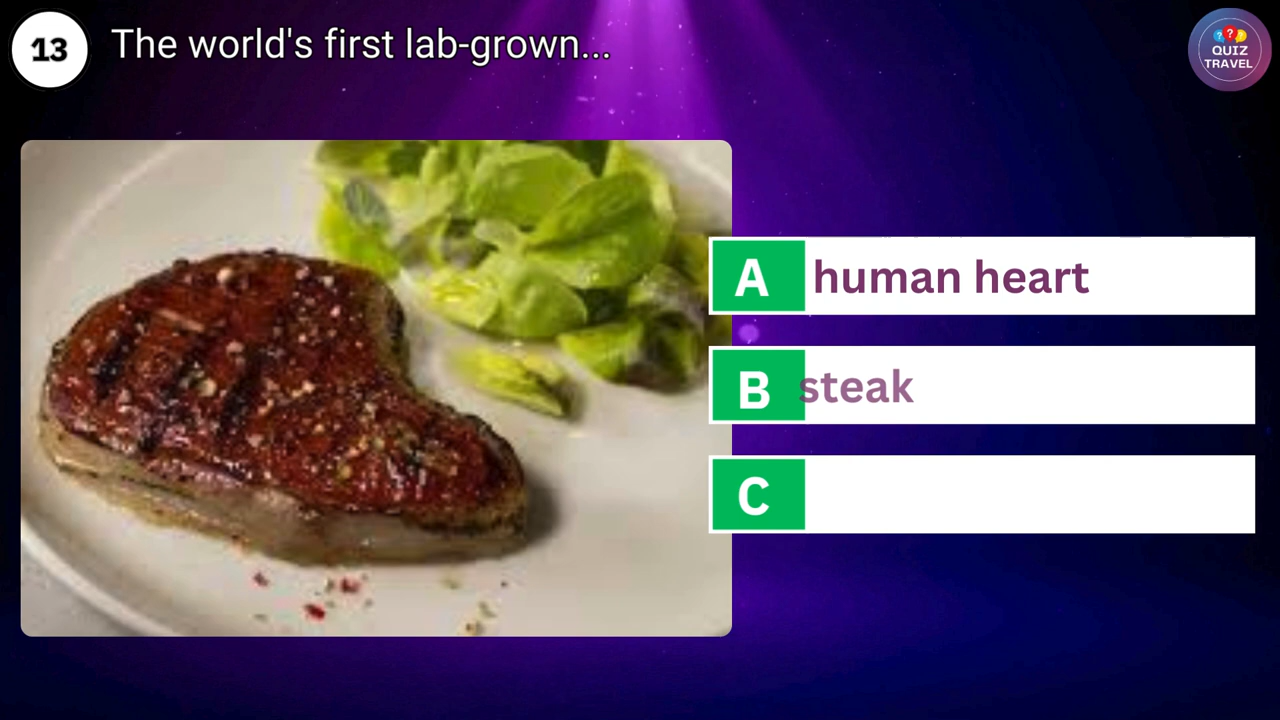 13
The world's first lab-grown...
???
QUIZ
TRAVEL
A human heart
B steak
C